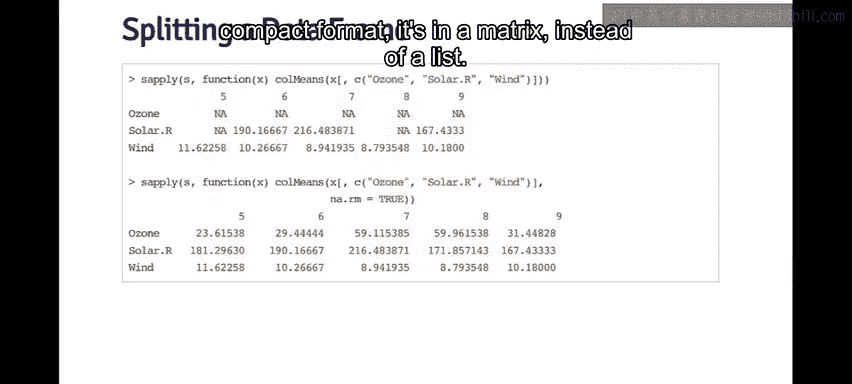 Splitting a Data Frame
compact format, it's in a matrix, instead
of a list.
> sapply(s, function(x) colMeans(x[, c("Ozone", "Solar.R", "Wind")]))
5 6 7 8 9
Ozone NA NA NA NA NA
Solar.R NA 190.16667 216.483871 NA 167.4333
Wind 11.62258 10.26667 8.941935 8.793548 10.1800
> sapply(s, function(x) colMeans(x[, c("Ozone", "Solar.R", "Wind")],
na.rm = TRUE))
5 6 7 8 9
Ozone 23.61538 29.44444 59.115385 59.961538 31.44828
Solar.R 181.29630 190.16667 216.483871 171.857143 167.43333
Wind 11.62258 10.26667 8.941935 8.793548 10.18000